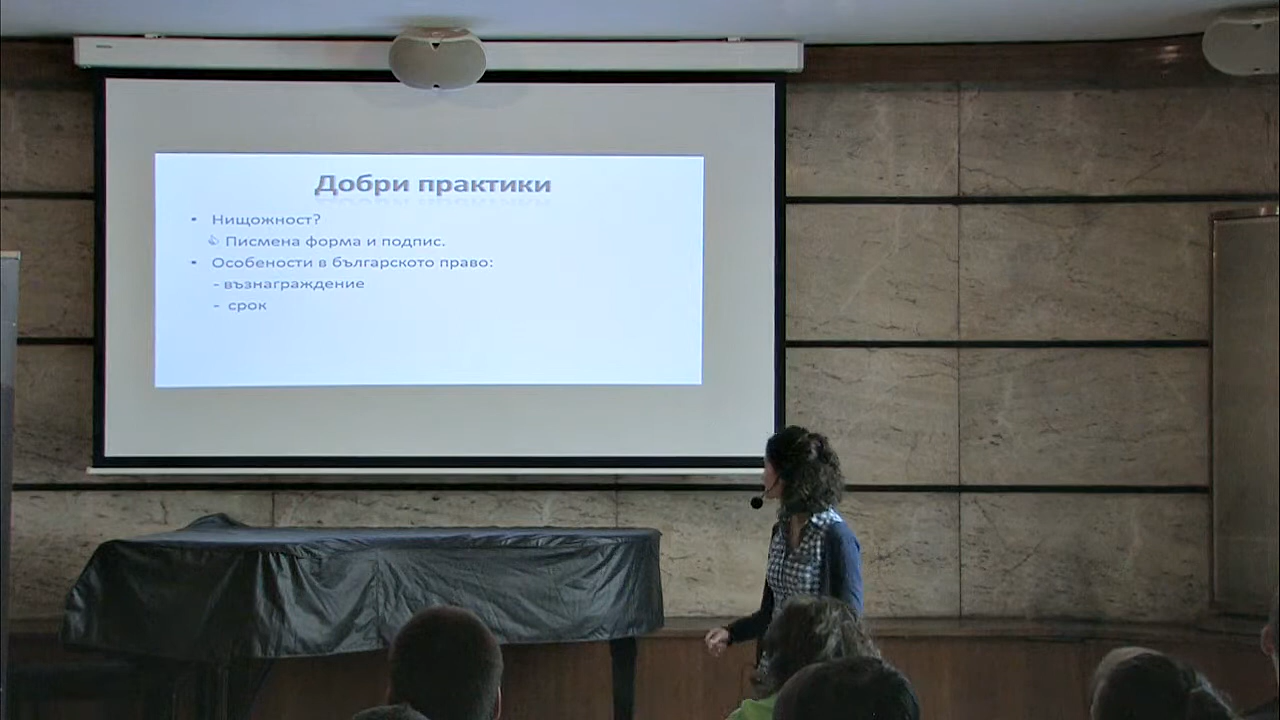 Добри практики
• Нищожност?
Писмена форма и подпис.
• Особености в българското право:
- възнаграждение
- срок